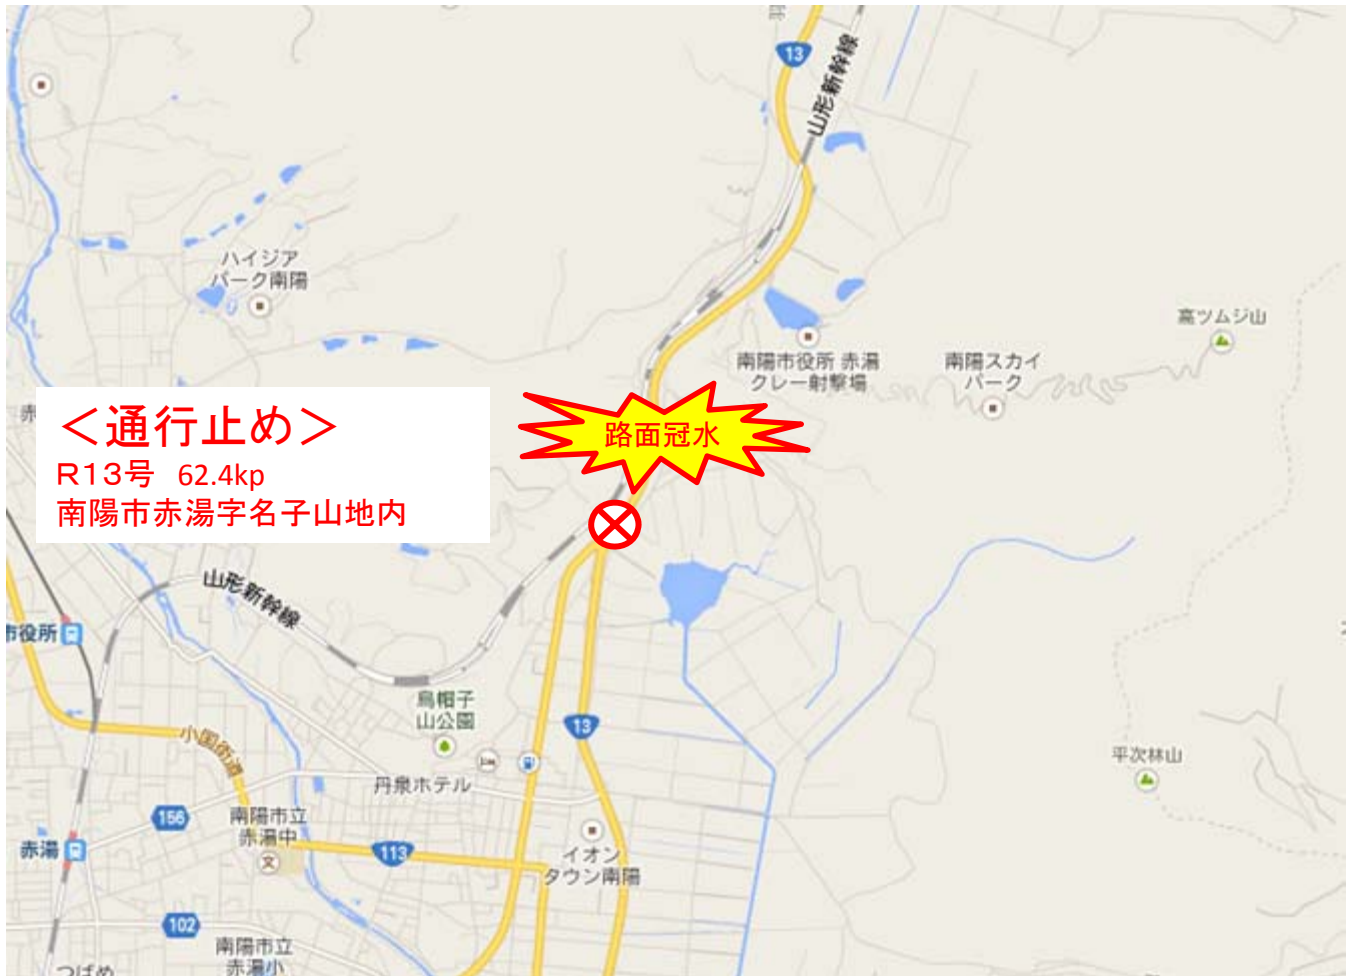 13
山形新幹線
ハイジア
パーク南陽
高ツムジ山
南陽市役所 赤湯
クレー射撃場
南陽スカイ
パーク
赤
＜通行止め＞
R13号 62.4kp
南陽市赤湯字名子山地内
路面冠水
山形新幹線
市役所
烏帽子
山公園
13
小国街道
平次林山
丹泉ホテル
156
南陽市立
赤湯中
文
赤湯
113
イオン
タウン南陽
102
南陽市立
赤湯小
つばめ